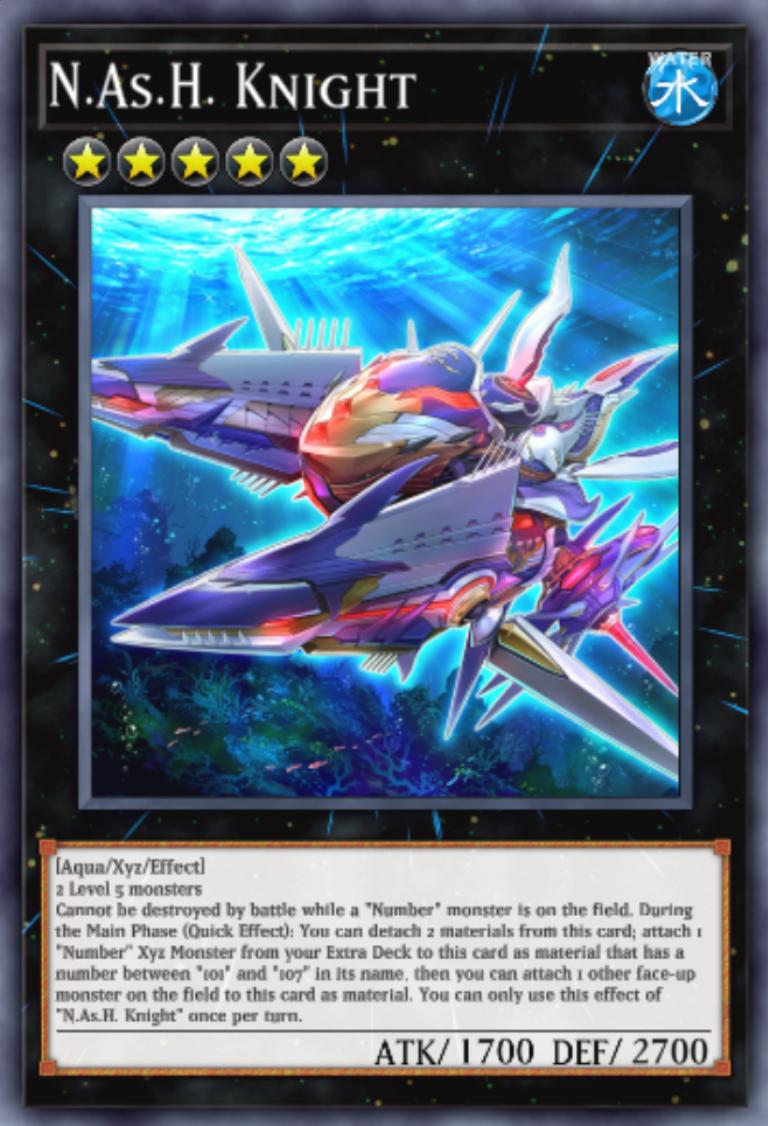 N.As.H. Knight
WATER
水
[Aqua/Xyz/Effect]
2 Level 5 monsters
Cannot be destroyed by battle while a "Number" monster is on the field. During
the Main Phase (Quick Effect): You can detach 2 materials from this card; attach 1
"Number" Xyz Monster from your Extra Deck to this card as material that has a
number between "101" and "107" in its name, then you can attach 1 other face-up
monster on the field to this card as material. You can only use this effect of
"N.As.H. Knight" once per turn.
ATK/ 1700 DEF/ 2700